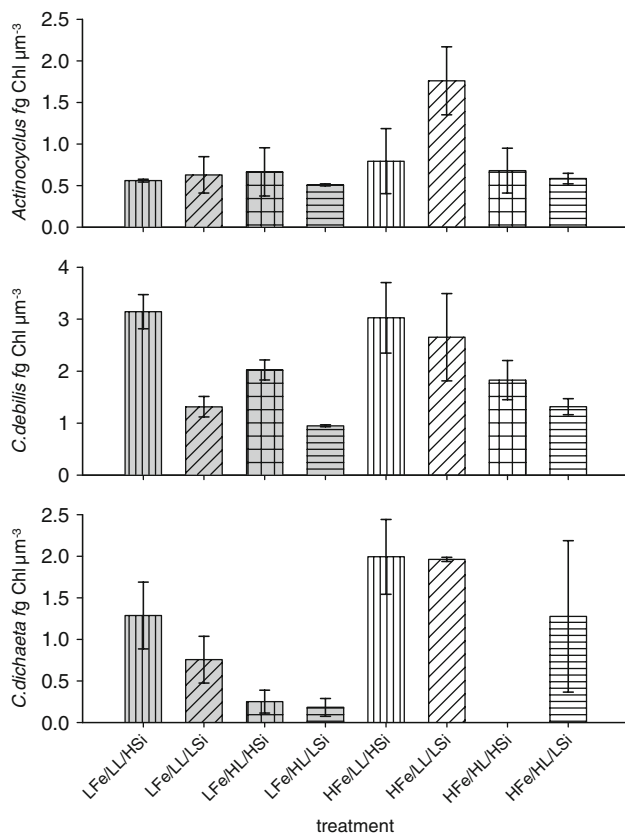 Actinocyclus fg Chl µm⁻³
2.5
2.0
1.5
1.0
0.5
0.0
C.debilis fg Chl µm⁻³
4
3
2
1
0
C.dichaeta fg Chl µm⁻³
2.5
2.0
1.5
1.0
0.5
0.0
LFe/LL/HSi
LFe/LL/LSi
LFe/HL/HSi
LFe/HL/LSi
HFe/LL/HSi
HFe/LL/LSi
HFe/HL/HSi
HFe/HL/LSi
treatment